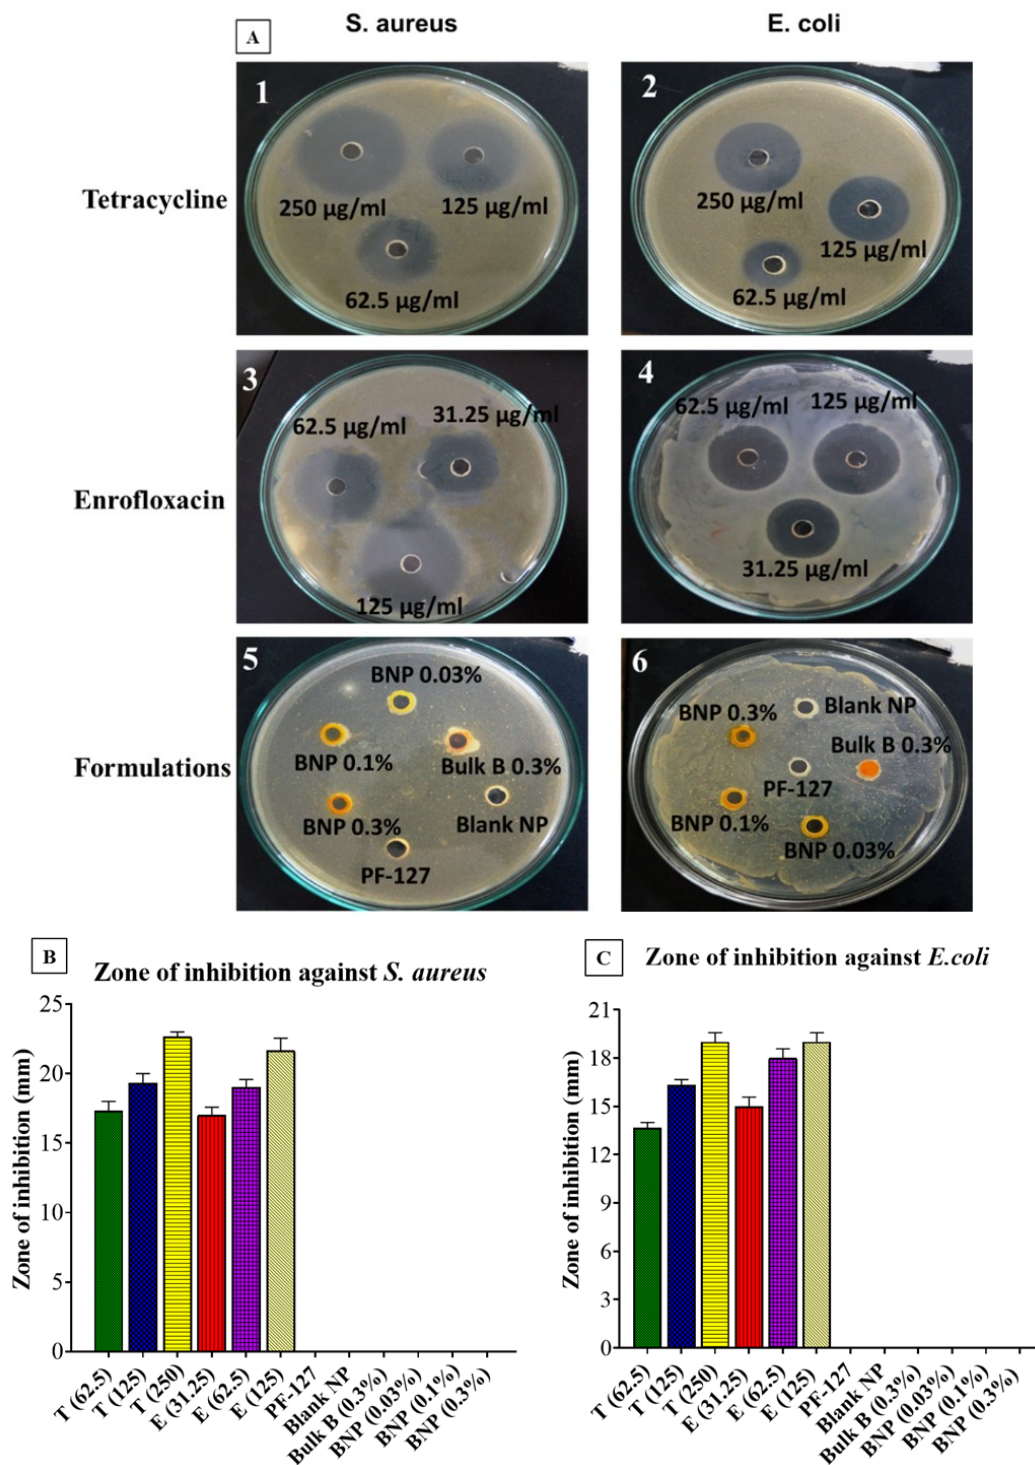 S. aureus
E. coli
A
Tetracycline
1
250 µg/ml
125 µg/ml
62.5 µg/ml
2
250 µg/ml
125 µg/ml
62.5 µg/ml
Enrofloxacin
3
62.5 µg/ml
31.25 µg/ml
125 µg/ml
4
62.5 µg/ml
125 µg/ml
31.25 µg/ml
Formulations
5
BNP 0.03%
BNP 0.1%
Bulk B 0.3%
BNP 0.3%
Blank NP
PF-127
6
Blank NP
BNP 0.3%
Bulk B 0.3%
PF-127
BNP 0.1%
BNP 0.03%
B
Zone of inhibition against S. aureus
Zone of inhibition (mm)
25
20
15
10
5
0
T (62.5)
T (125)
T (250)
E (31.25)
E (62.5)
E (125)
PF-127
Blank NP
Bulk B (0.3%)
BNP (0.03%)
BNP (0.1%)
BNP (0.3%)
C
Zone of inhibition against E.coli
Zone of inhibition (mm)
21
18
15
12
9
6
3
0
T (62.5)
T (125)
T (250)
E (31.25)
E (62.5)
E (125)
PF-127
Blank NP
Bulk B (0.3%)
BNP (0.03%)
BNP (0.1%)
BNP (0.3%)